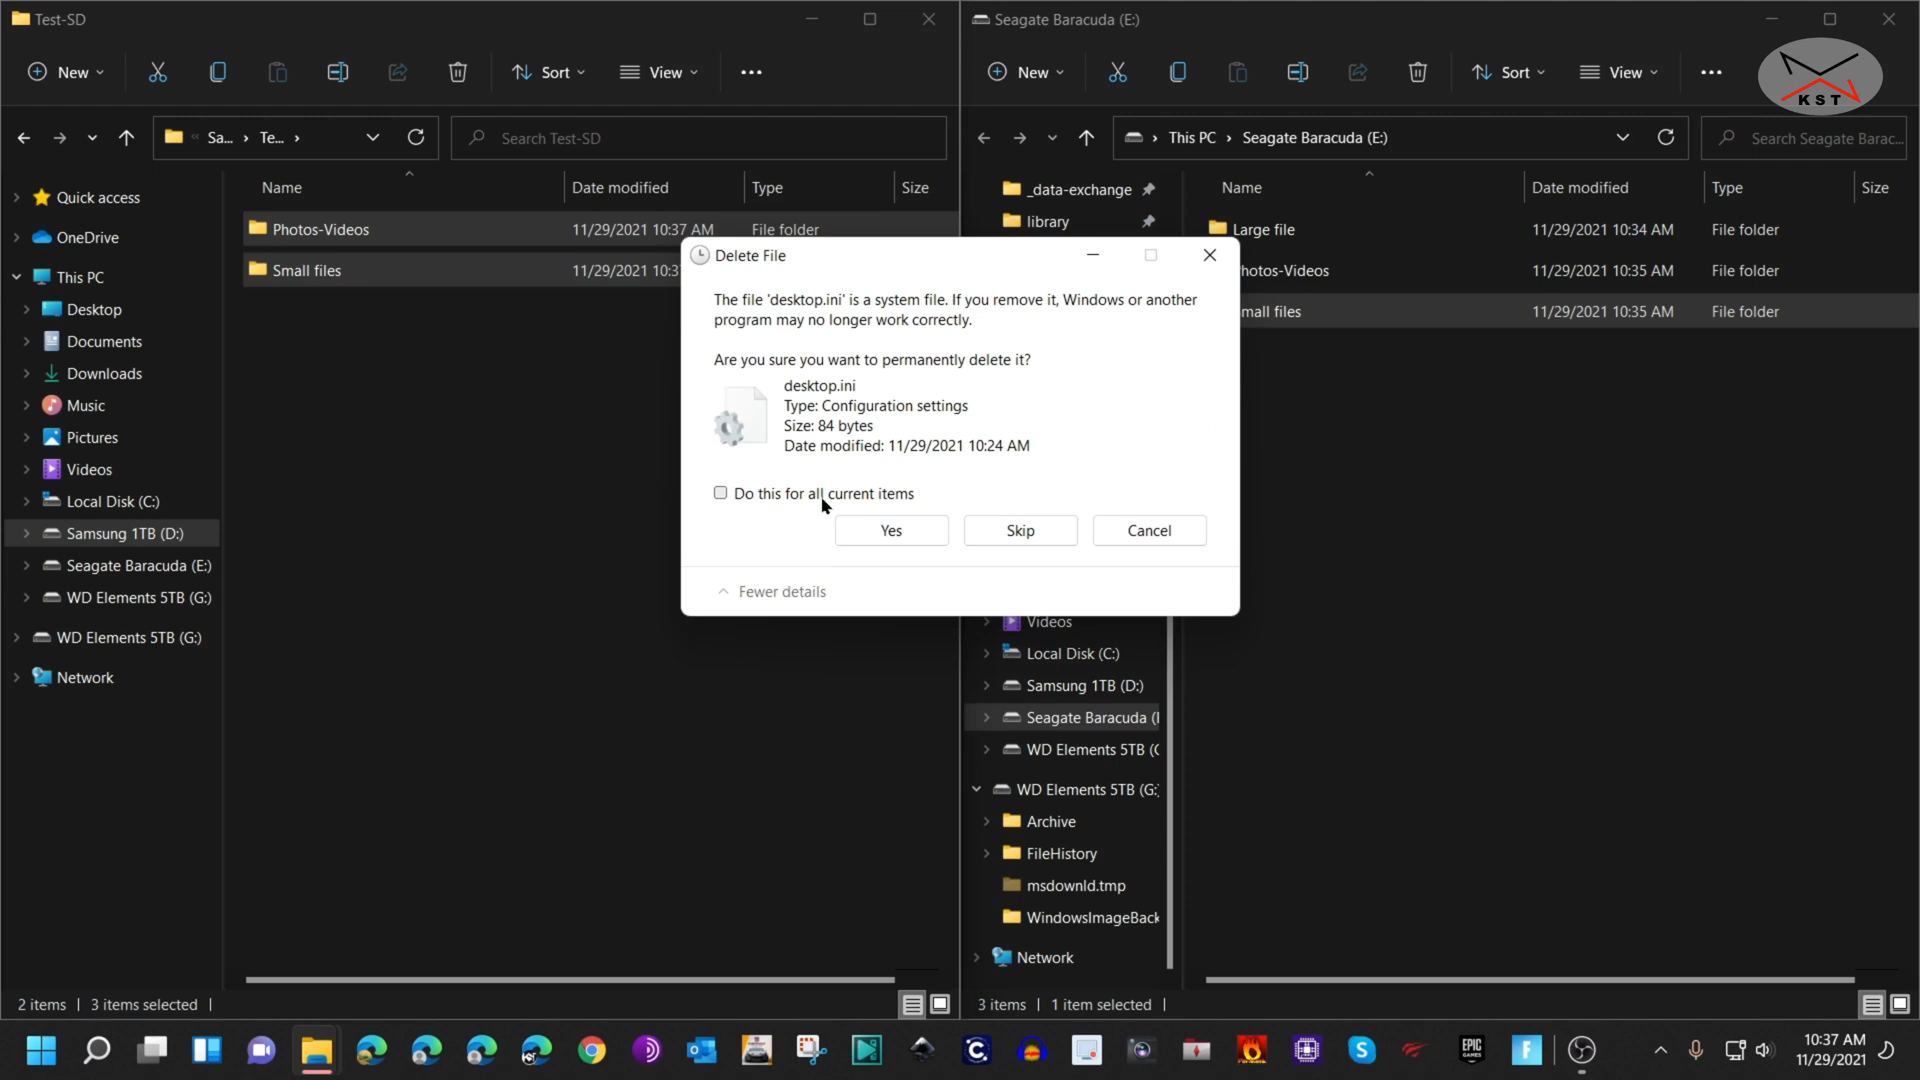 Test-SD
New
Sort
View
Sa...
Te...
Search Test-SD
Name
Date modified
Type
Size
Quick access
OneDrive
This PC
Desktop
Documents
Downloads
Music
Pictures
Videos
Local Disk (C:)
Samsung 1TB (D:)
Seagate Baracuda (E:)
WD Elements 5TB (G:)
WD Elements 5TB (G:)
Network
Photos-Videos 11/29/2021 10:37 AM File folder
Small files 11/29/2021 10:3
2 items 3 items selected
Seagate Baracuda (E:)
New
Sort
View
KST
This PC
Seagate Baracuda (E:)
Search Seagate Barac...
_data-exchange
library
Name
Date modified
Type
Size
Large file 11/29/2021 10:34 AM File folder
hotos-Videos 11/29/2021 10:35 AM File folder
mall files 11/29/2021 10:35 AM File folder
Delete File
The file 'desktop.ini' is a system file. If you remove it, Windows or another
program may no longer work correctly.
Are you sure you want to permanently delete it?
desktop.ini
Type: Configuration settings
Size: 84 bytes
Date modified: 11/29/2021 10:24 AM
Do this for all current items
Yes
Skip
Cancel
Fewer details
Videos
Local Disk (C:)
Samsung 1TB (D:)
Seagate Baracuda (
WD Elements 5TB (
WD Elements 5TB (G:
Archive
FileHistory
msdownld.tmp
WindowsImageBack
Network
3 items 1 item selected
EPIC
GAMES
10:37 AM
11/29/2021